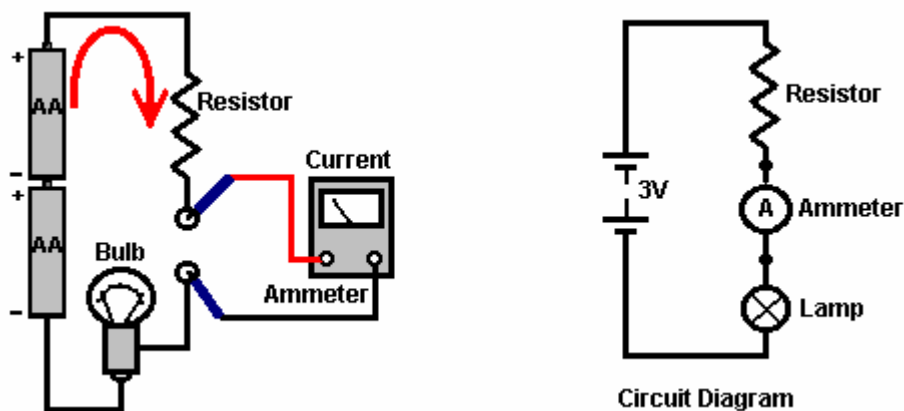 +
AA
−
+
AA
−
Resistor
Current
Bulb
Ammeter
3V
Resistor
A
Ammeter
Lamp
Circuit Diagram